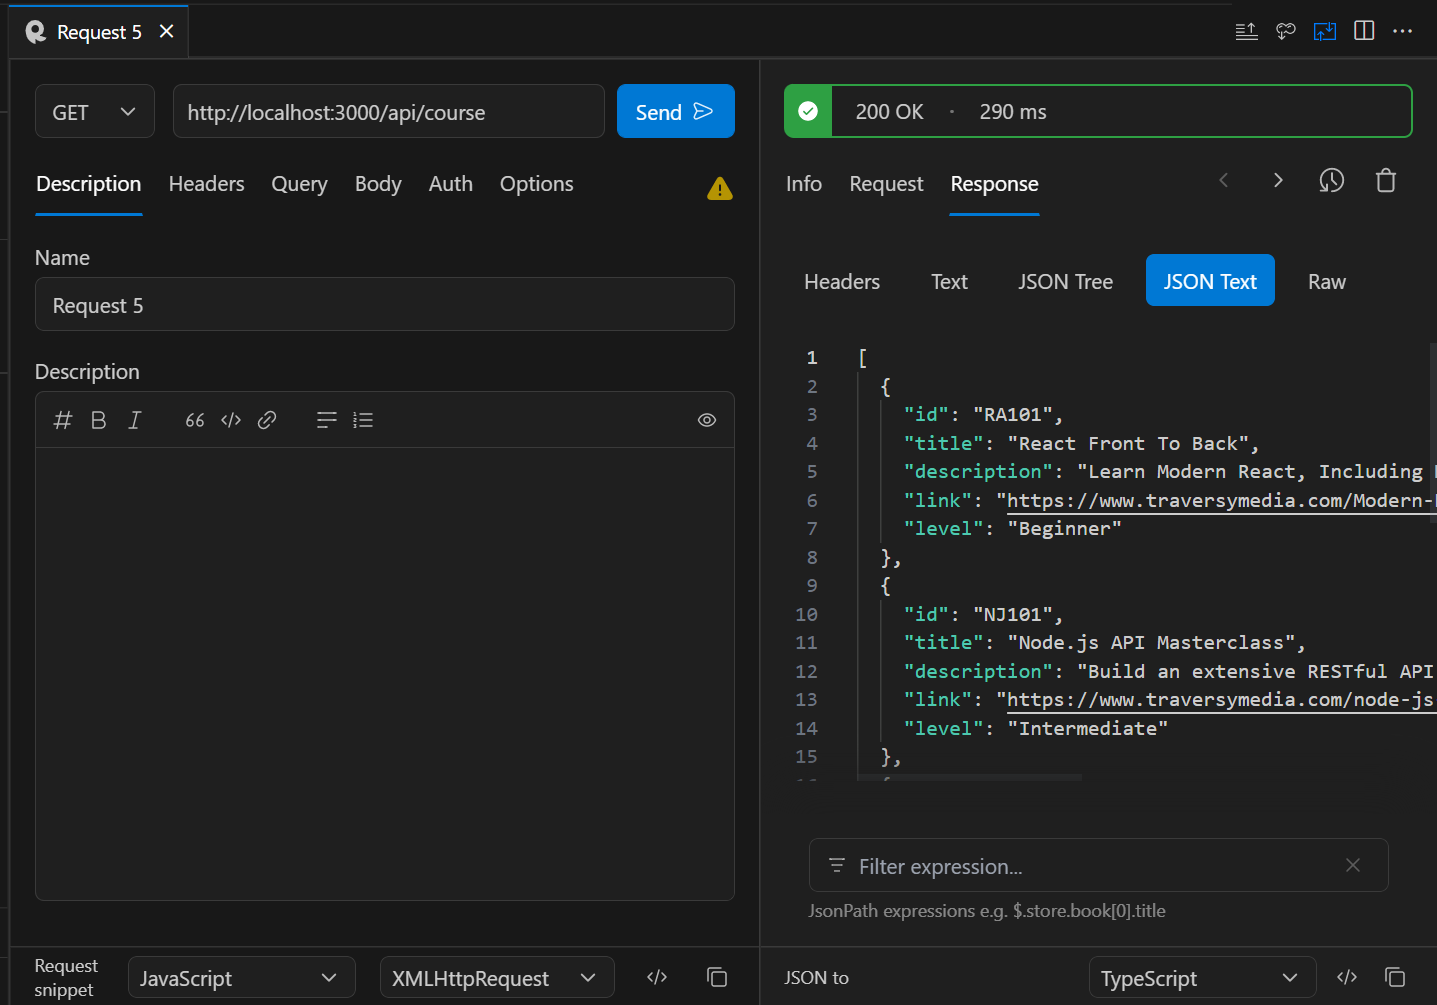 Request 5
GET
http://localhost:3000/api/course
Send
Description Headers Query Body Auth Options
Name
Request 5
Description
Request snippet
JavaScript
XMLHttpRequest
200 OK · 290 ms
Info Request Response
Headers Text JSON Tree JSON Text Raw
1 [
2 {
3 "id": "RA101",
4 "title": "React Front To Back",
5 "description": "Learn Modern React, Including
6 "link": "https://www.traversymedia.com/Modern-
7 "level": "Beginner"
8 },
9 {
10 "id": "NJ101",
11 "title": "Node.js API Masterclass",
12 "description": "Build an extensive RESTful API
13 "link": "https://www.traversymedia.com/node-js
14 "level": "Intermediate"
15 },
Filter expression...
JsonPath expressions e.g. $.store.book[0].title
JSON to
TypeScript